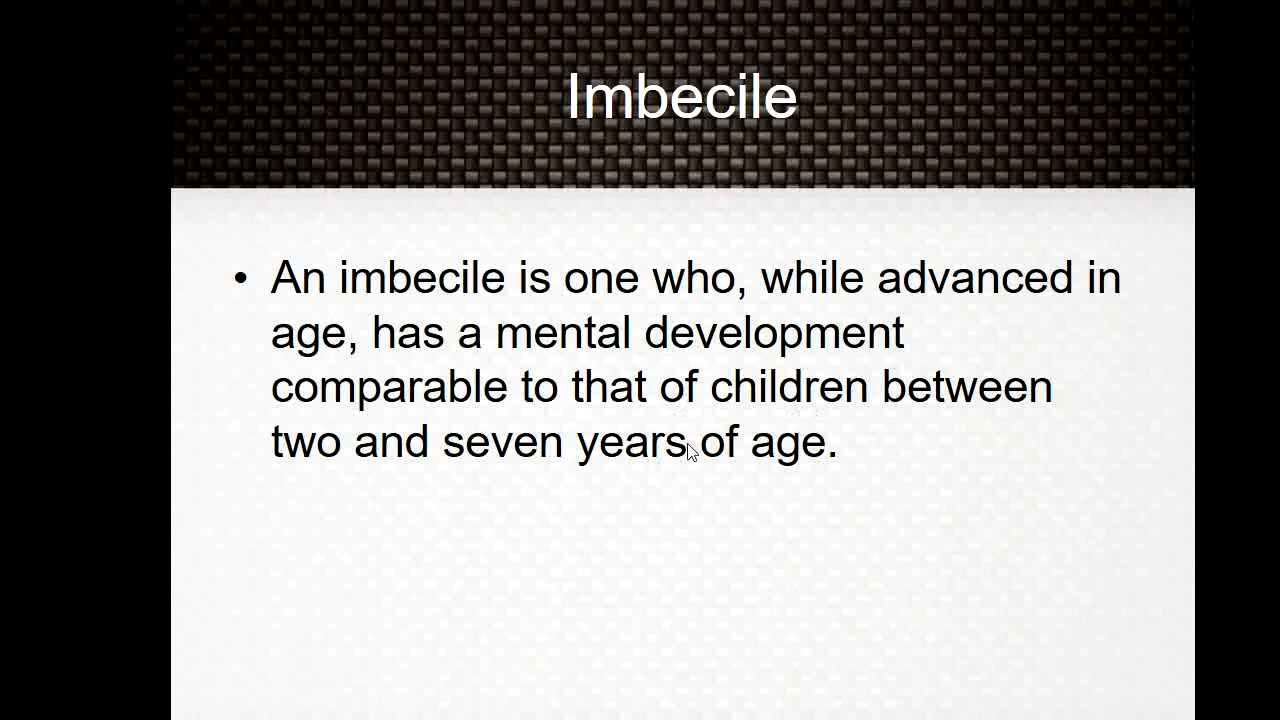 Imbecile
• An imbecile is one who, while advanced in
age, has a mental development
comparable to that of children between
two and seven years of age.